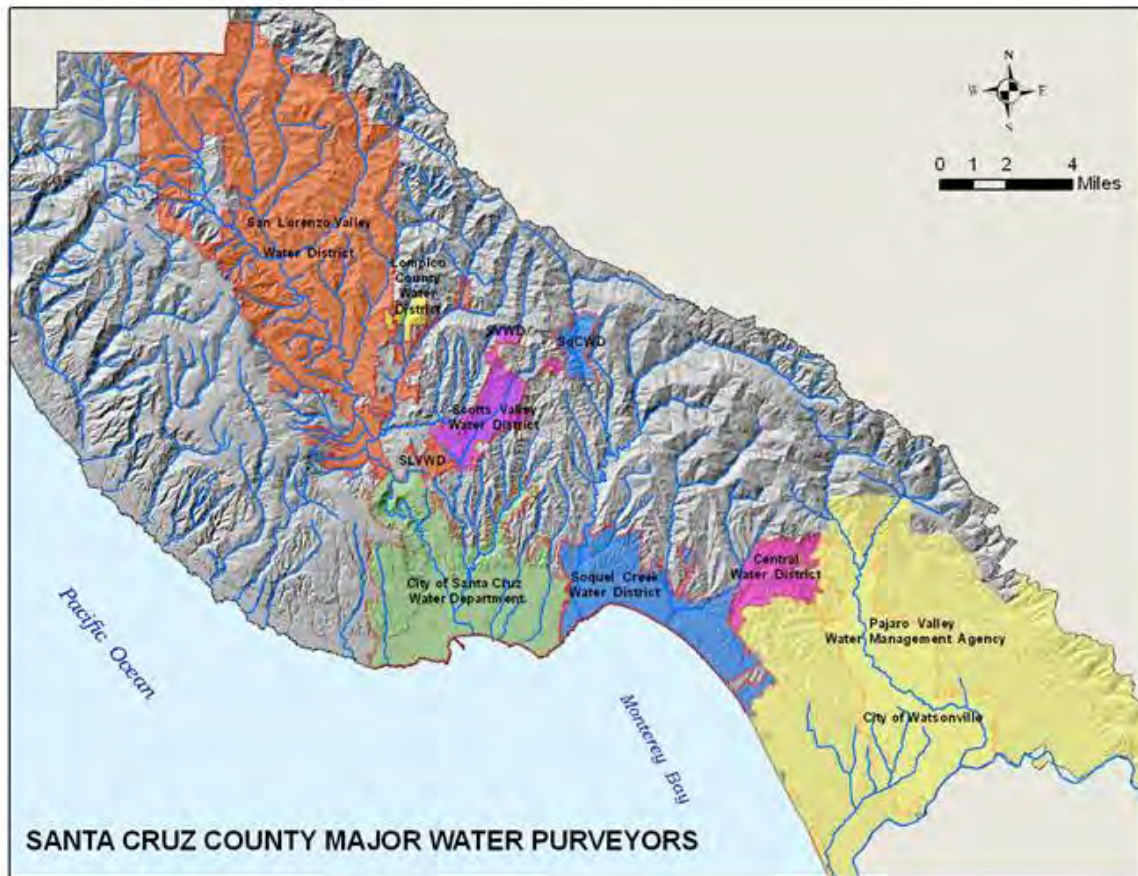 N
W E
S
0 1 2 4
Miles
San Lorenzo Valley
Water District
Lompico
County
Water
District
SVWD
SqCWD
Scotts Valley
Water District
SLVWD
City of Santa Cruz
Water Department
Soquel Creek
Water District
Central
Water District
Pajaro Valley
Water Management Agency
City of Watsonville
Pacific Ocean
Monterey Bay
SANTA CRUZ COUNTY MAJOR WATER PURVEYORS